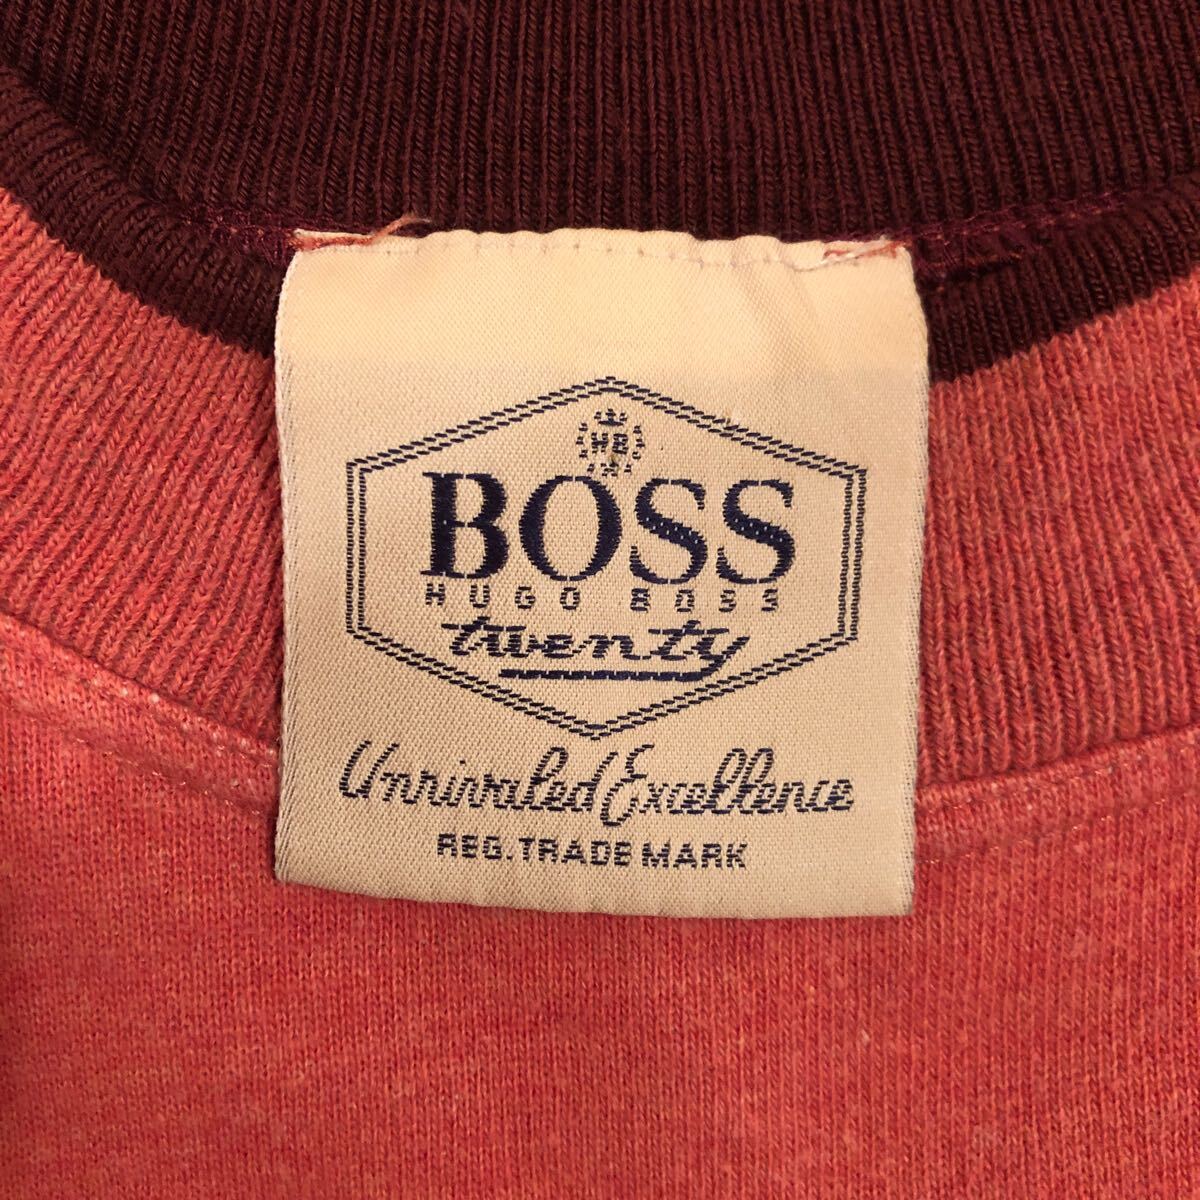 HB
BOSS
HUGO BOSS
twenty
Unrivaled Excellence
REG. TRADE MARK